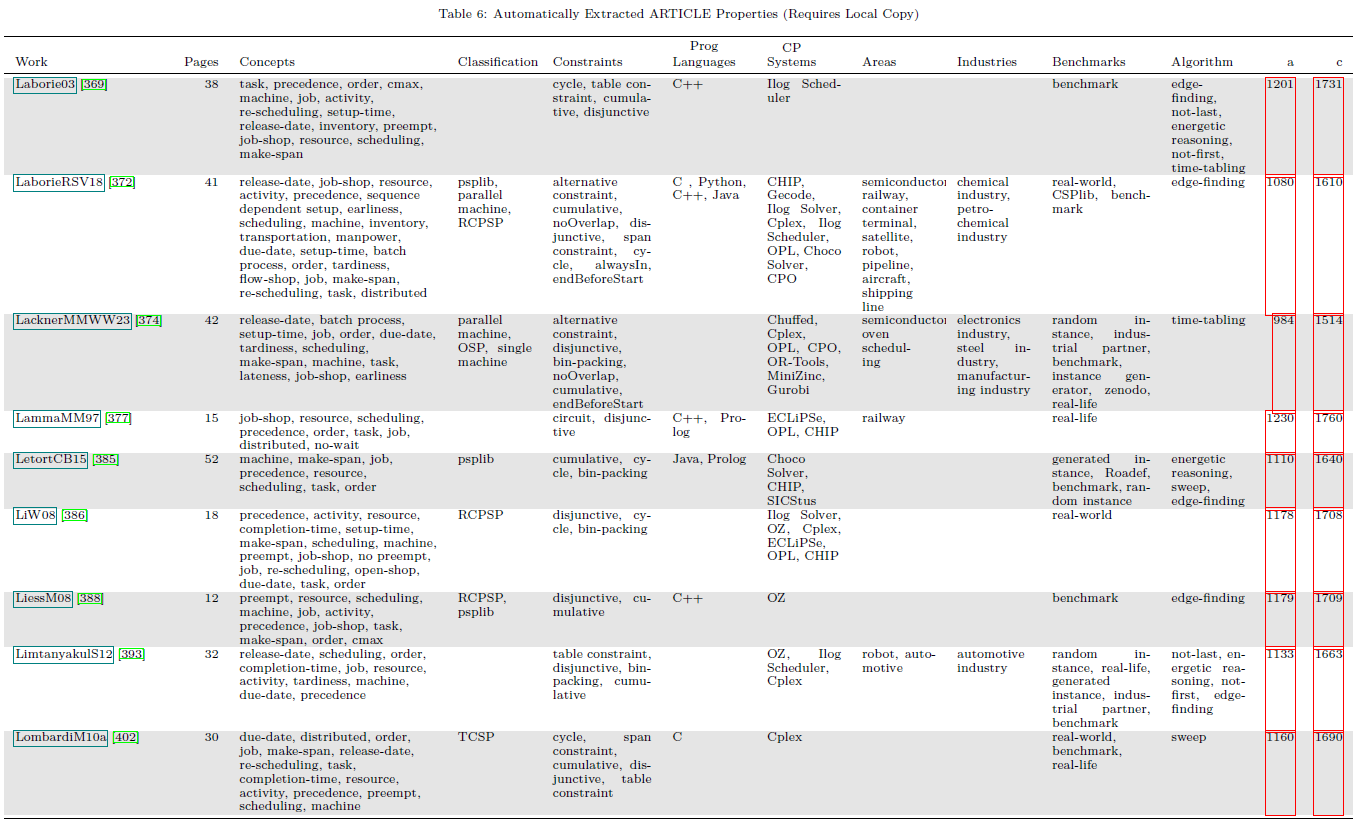 Table 6: Automatically Extracted ARTICLE Properties (Requires Local Copy)
Work Pages Concepts Classification Constraints Prog Languages CP Systems Areas Industries Benchmarks Algorithm a c
Laborie03 [369] 38 task, precedence, order, cmax, machine, job, activity, re-scheduling, setup-time, release-date, inventory, preempt, job-shop, resource, scheduling, make-span cycle, table constraint, cumulative, disjunctive C++ Ilog Scheduler benchmark edge-finding, not-last, energetic reasoning, not-first, time-tabling 1201 1731
LaborieRSV18 [372] 41 release-date, job-shop, resource, activity, precedence, sequence dependent setup, earliness, scheduling, machine, inventory, transportation, manpower, due-date, setup-time, batch process, order, tardiness, flow-shop, job, make-span, re-scheduling, task, distributed psplib, parallel machine, RCPSP alternative constraint, cumulative, noOverlap, disjunctive, span constraint, cycle, alwaysIn, endBeforeStart C , Python, C++, Java CHIP, Gecode, Ilog Solver, Cplex, Ilog Scheduler, OPL, Choco Solver, CPO semiconductor railway, container terminal, satellite, robot, pipeline, aircraft, shipping line chemical industry, petro-chemical industry real-world, CSPlib, benchmark edge-finding 1080 1610
LacknerMMWW23 [374] 42 release-date, batch process, setup-time, job, order, due-date, tardiness, scheduling, make-span, machine, task, lateness, job-shop, earliness parallel machine, OSP, single machine alternative constraint, disjunctive, bin-packing, noOverlap, cumulative, endBeforeStart Chuffed, Cplex, OPL, CPO, OR-Tools, MiniZinc, Gurobi semiconductor oven scheduling electronics industry, steel industry, manufacturing industry random instance, industrial partner, benchmark, instance generator, zenodo, real-life time-tabling 984 1514
LammaMM97 [377] 15 job-shop, resource, scheduling, precedence, order, task, job, distributed, no-wait circuit, disjunctive C++, Prolog ECLiPSe, OPL, CHIP railway real-life 1230 1760
LetortCB15 [385] 52 machine, make-span, job, precedence, resource, scheduling, task, order psplib cumulative, cycle, bin-packing Java, Prolog Choco Solver, CHIP, SICStus generated instance, Roadef, benchmark, random instance energetic reasoning, sweep, edge-finding 1110 1640
LiW08 [386] 18 precedence, activity, resource, completion-time, setup-time, make-span, scheduling, machine, preempt, job-shop, no preempt, job, re-scheduling, open-shop, due-date, task, order RCPSP disjunctive, cycle, bin-packing Ilog Solver, OZ, Cplex, ECLiPSe, OPL, CHIP real-world 1178 1708
LiessM08 [388] 12 preempt, resource, scheduling, machine, job, activity, precedence, job-shop, task, make-span, order, cmax RCPSP, psplib disjunctive, cumulative C++ OZ benchmark edge-finding 1179 1709
LimtanyakulS12 [393] 32 release-date, scheduling, order, completion-time, job, resource, activity, tardiness, machine, due-date, precedence table constraint, disjunctive, bin-packing, cumulative OZ, Ilog Scheduler, Cplex robot, automotive automotive industry random instance, real-life, generated instance, industrial partner, benchmark not-last, energetic reasoning, not-first, edge-finding 1133 1663
LombardiM10a [402] 30 due-date, distributed, order, job, make-span, release-date, re-scheduling, task, completion-time, resource, activity, precedence, preempt, scheduling, machine TCSP cycle, span constraint, cumulative, disjunctive, table constraint C Cplex real-world, benchmark, real-life sweep 1160 1690